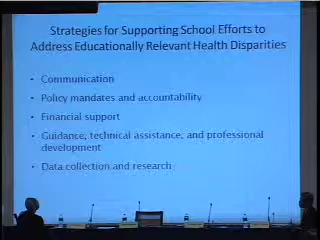 Strategies for Supporting School Efforts to
Address Educationally Relevant Health Disparities
• Communication
• Policy mandates and accountability
• Financial support
• Guidance, technical assistance, and professional
development
• Data collection and research